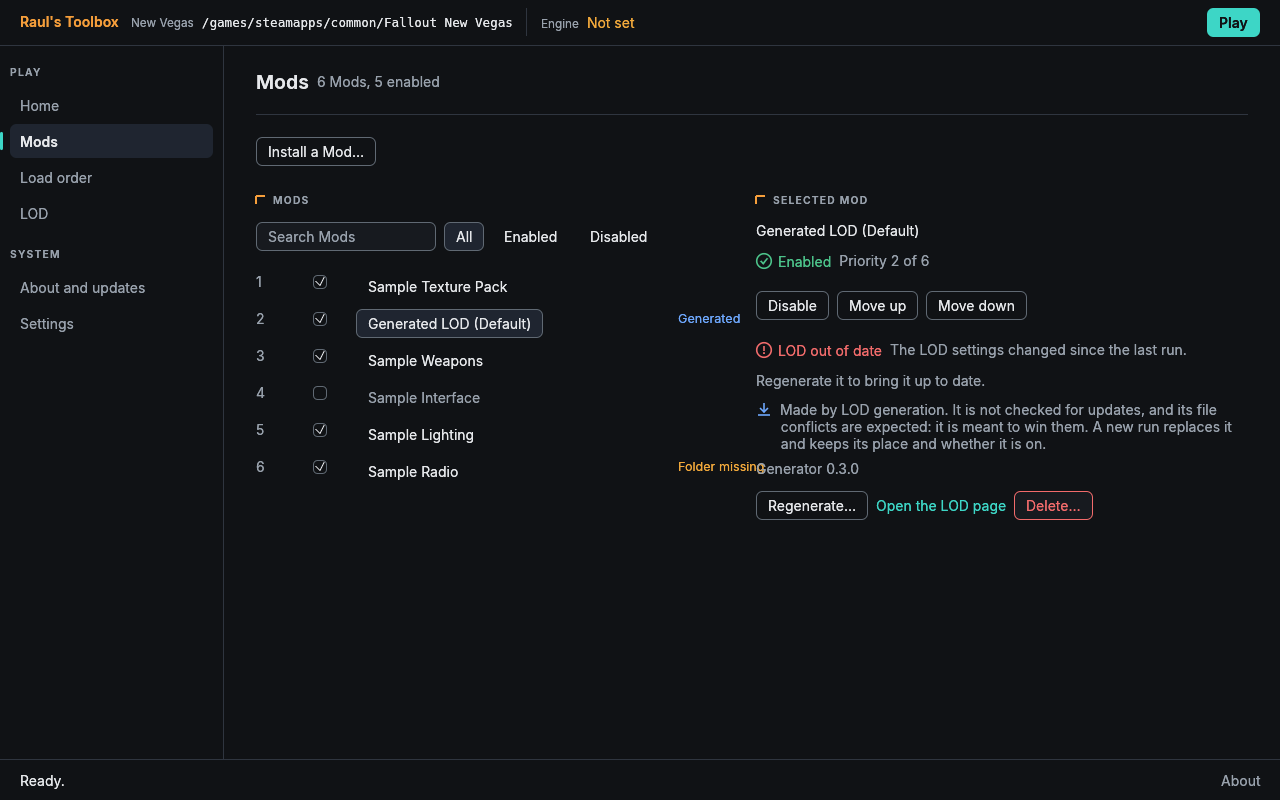 Raul's Toolbox New Vegas /games/steamapps/common/Fallout New Vegas Engine Not set Play
PLAY
Home
Mods
Load order
LOD
SYSTEM
About and updates
Settings
Mods 6 Mods, 5 enabled
Install a Mod...
MODS
Search Mods All Enabled Disabled
1 Sample Texture Pack
2 Generated LOD (Default) Generated
3 Sample Weapons
4 Sample Interface
5 Sample Lighting
6 Sample Radio Folder missing
SELECTED MOD
Generated LOD (Default)
Enabled Priority 2 of 6
Disable Move up Move down
LOD out of date The LOD settings changed since the last run.
Regenerate it to bring it up to date.
Made by LOD generation. It is not checked for updates, and its file
conflicts are expected: it is meant to win them. A new run replaces it
and keeps its place and whether it is on.
Generator 0.3.0
Regenerate... Open the LOD page Delete...
Ready. About